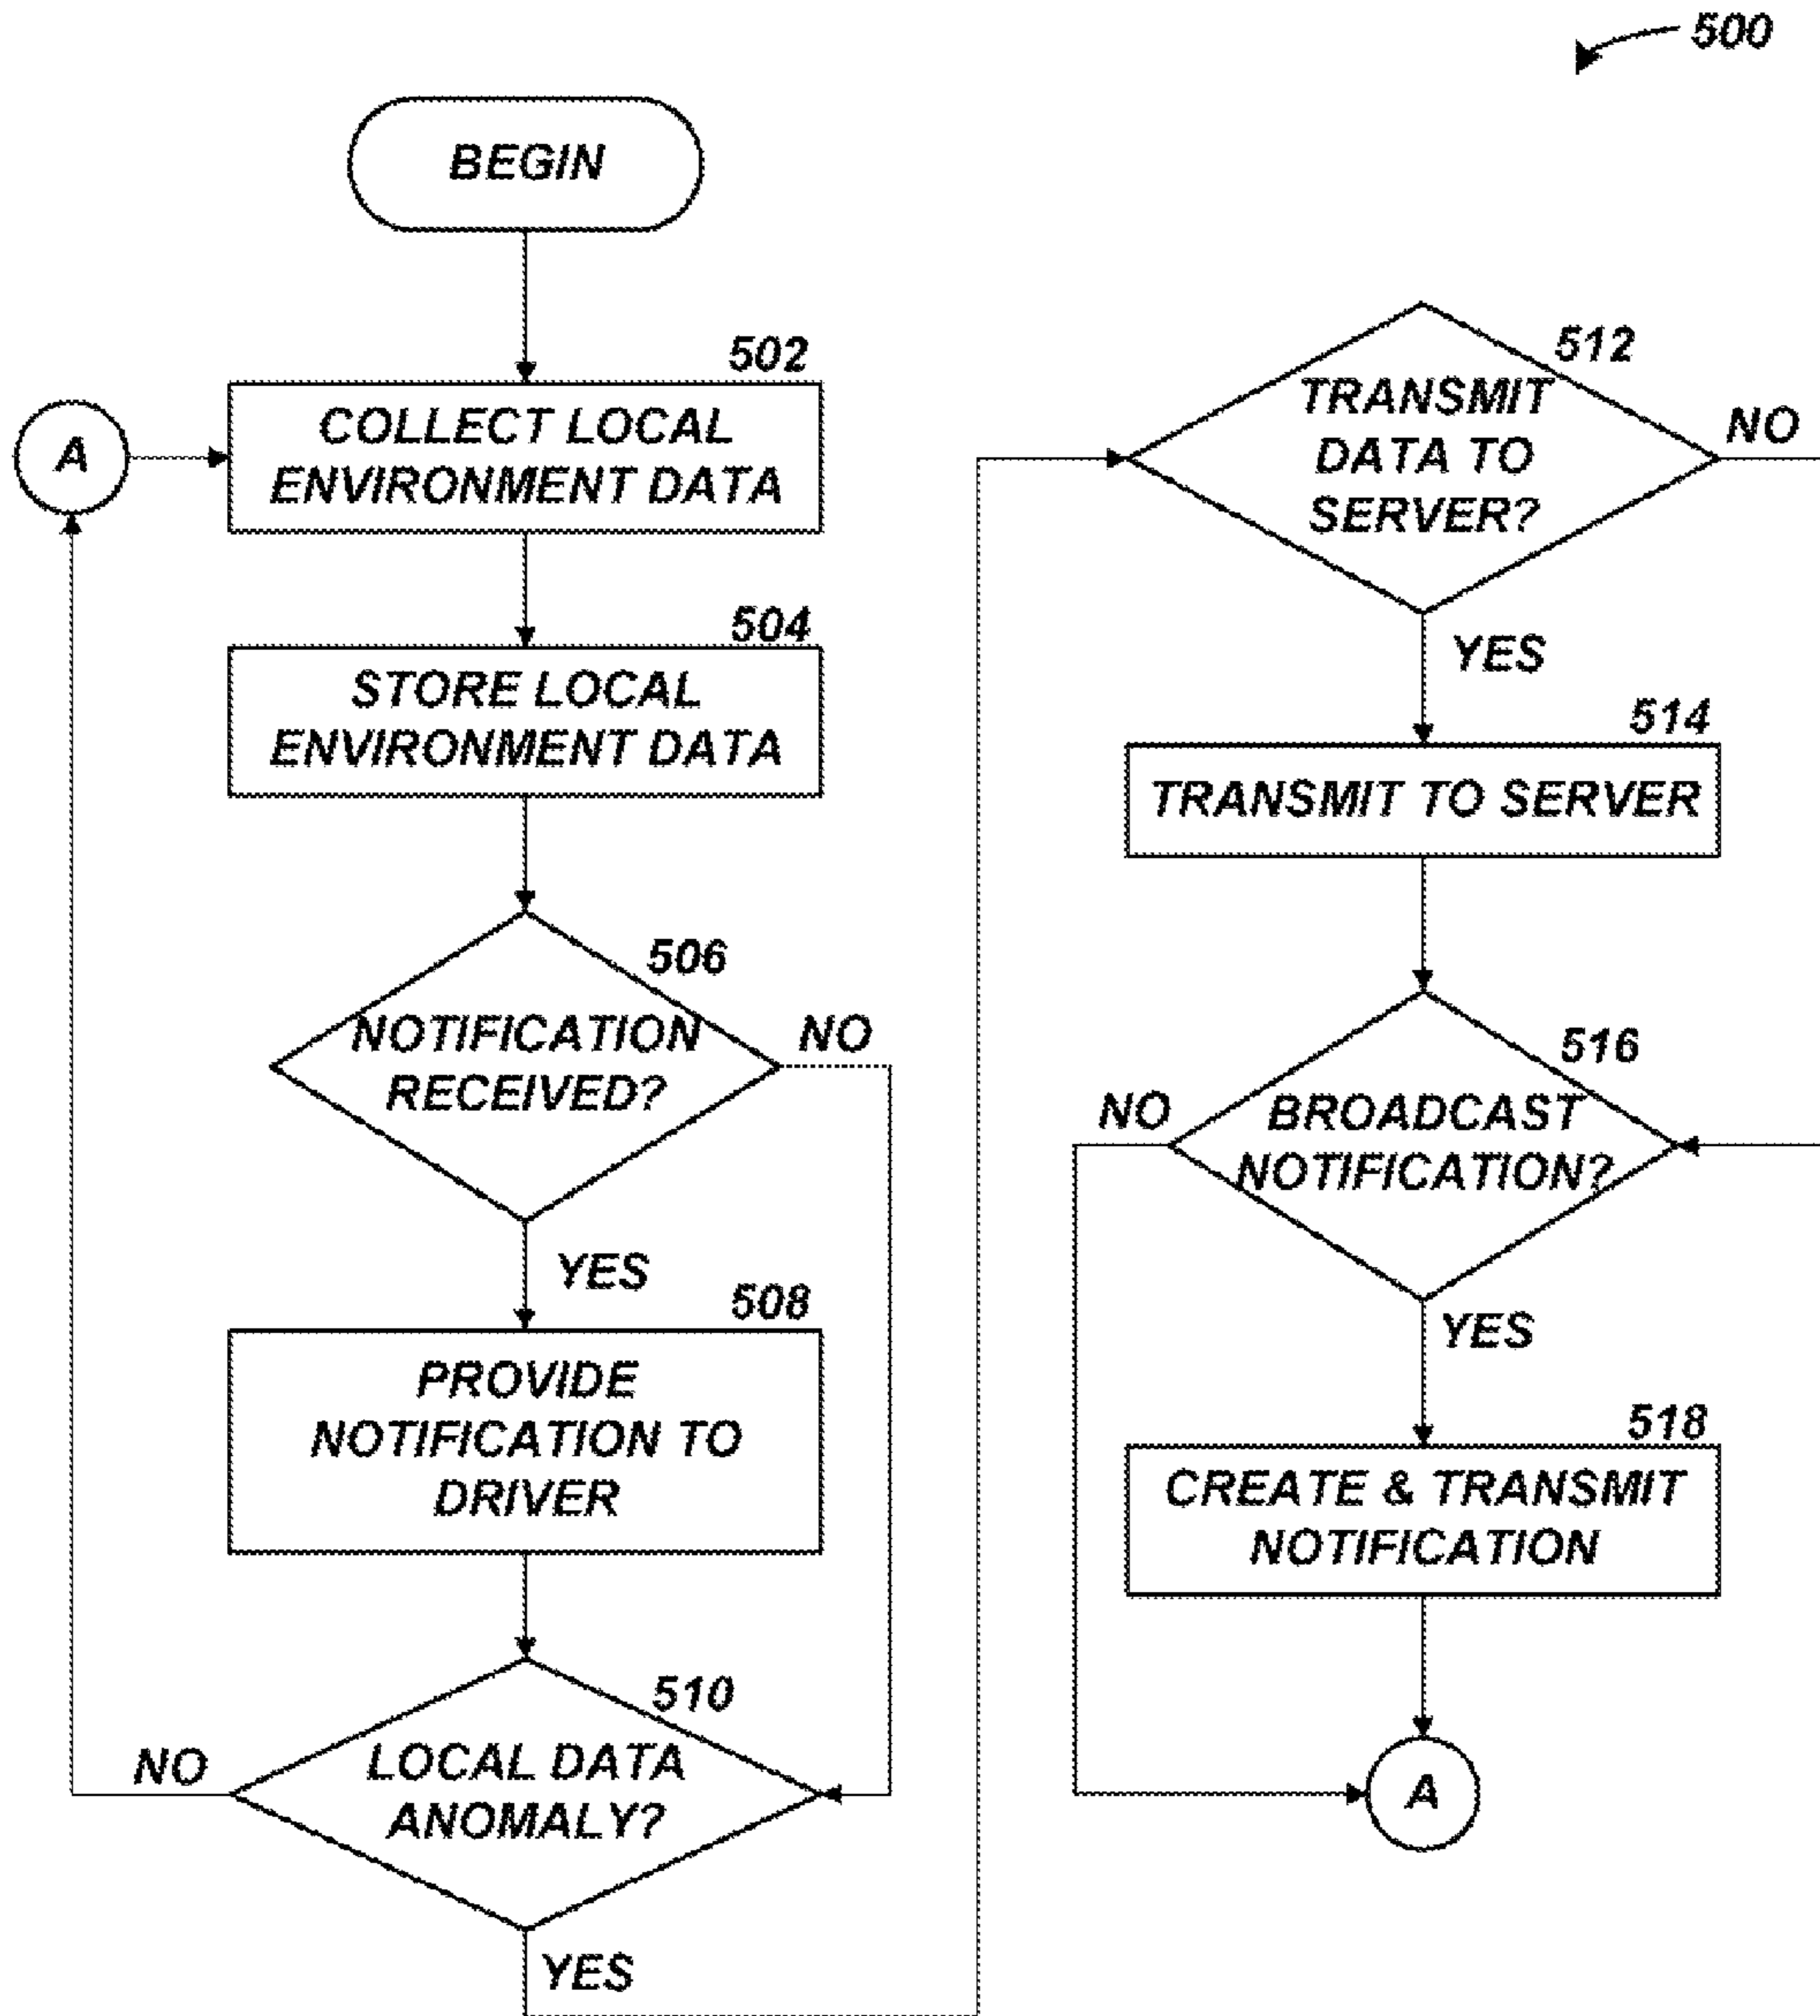 500
BEGIN
502
COLLECT LOCAL
ENVIRONMENT DATA
A
504
STORE LOCAL
ENVIRONMENT DATA
506
NOTIFICATION
RECEIVED?
NO
YES
508
PROVIDE
NOTIFICATION TO
DRIVER
510
LOCAL DATA
ANOMALY?
NO
YES
512
TRANSMIT
DATA TO
SERVER?
NO
YES
514
TRANSMIT TO SERVER
516
BROADCAST
NOTIFICATION?
NO
YES
518
CREATE & TRANSMIT
NOTIFICATION
A